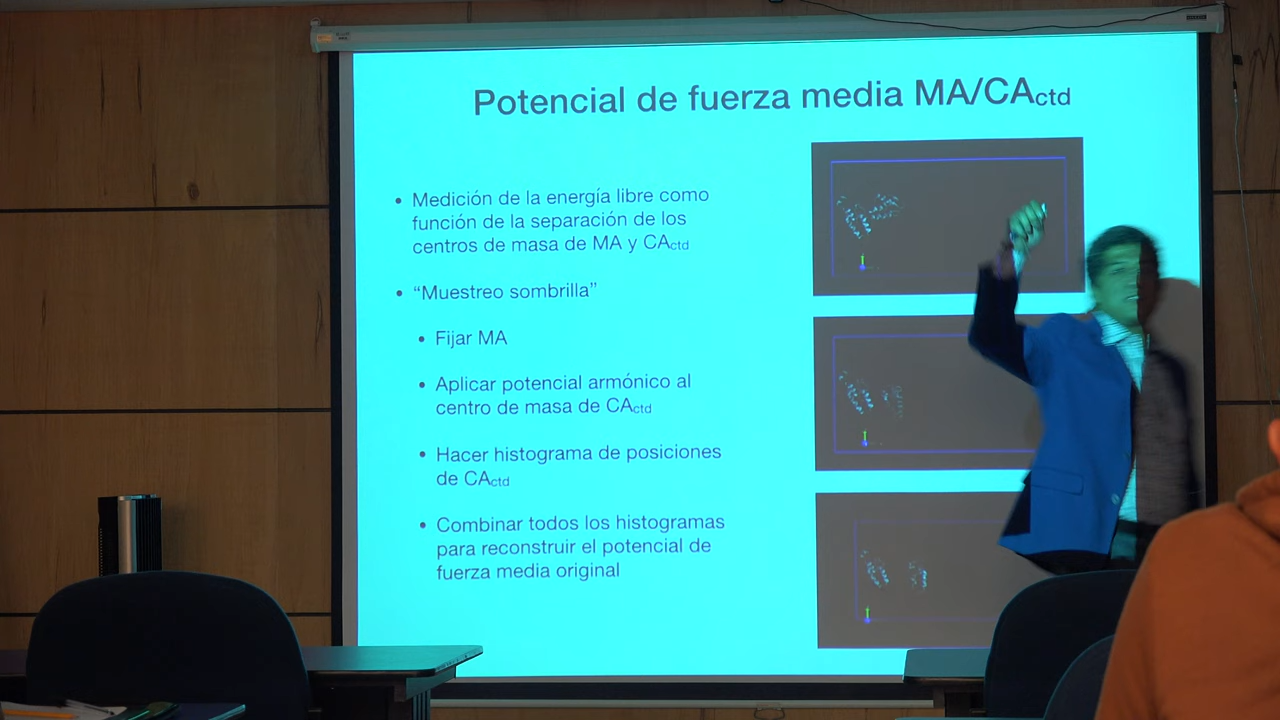 Potencial de fuerza media MA/CActd
• Medición de la energía libre como
función de la separación de los
centros de masa de MA y CActd
• “Muestreo sombrilla”
• Fijar MA
• Aplicar potencial armónico al
centro de masa de CActd
• Hacer histograma de posiciones
de CActd
• Combinar todos los histogramas
para reconstruir el potencial de
fuerza media original